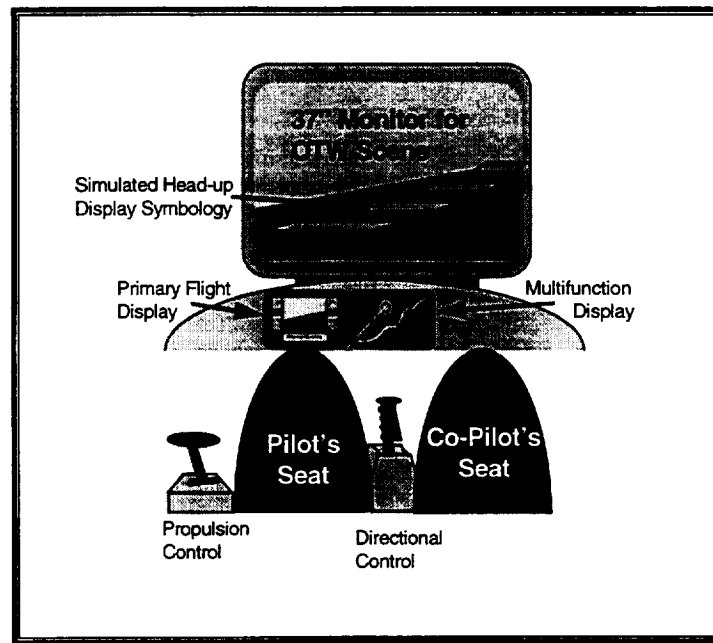 37" Monitor for
OTW Scene
Simulated Head-up
Display Symbology
Primary Flight
Display
Multifunction
Display
Pilot's
Seat
Co-Pilot's
Seat
Propulsion
Control
Directional
Control